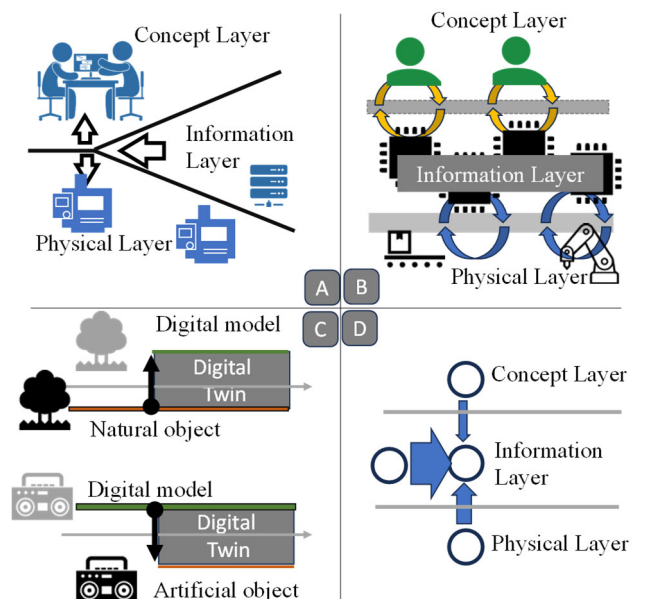 Concept Layer
Information
Layer
Physical Layer
Concept Layer
Information Layer
Physical Layer
A
B
C
D
Digital model
Digital
Twin
Natural object
Digital model
Digital
Twin
Artificial object
Concept Layer
Information
Layer
Physical Layer